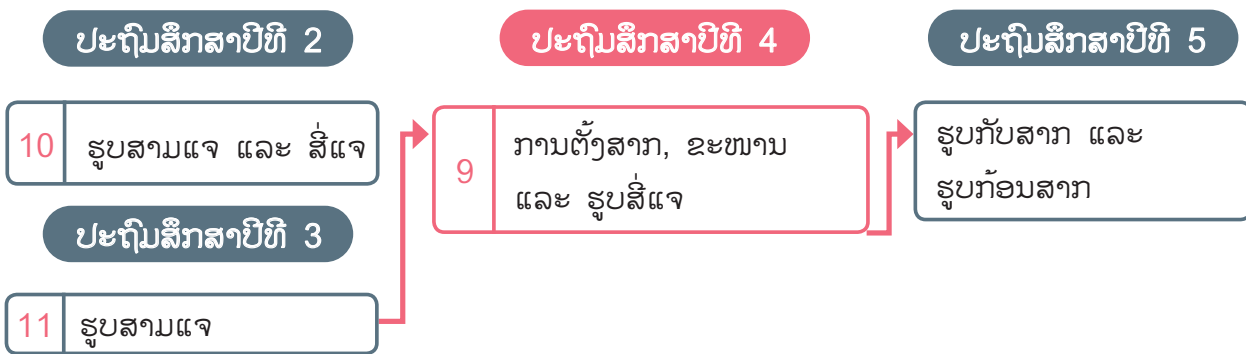 ປະຖົມສຶກສາປີທີ 2
10 ຮູບສາມແຈ ແລະ ສີ່ແຈ
ປະຖົມສຶກສາປີທີ 3
11 ຮູບສາມແຈ
ປະຖົມສຶກສາປີທີ 4
9 ການຕັ້ງສາກ, ຂະໜານ
ແລະ ຮູບສີ່ແຈ
ປະຖົມສຶກສາປີທີ 5
ຮູບກັບສາກ ແລະ
ຮູບກ້ອນສາກ